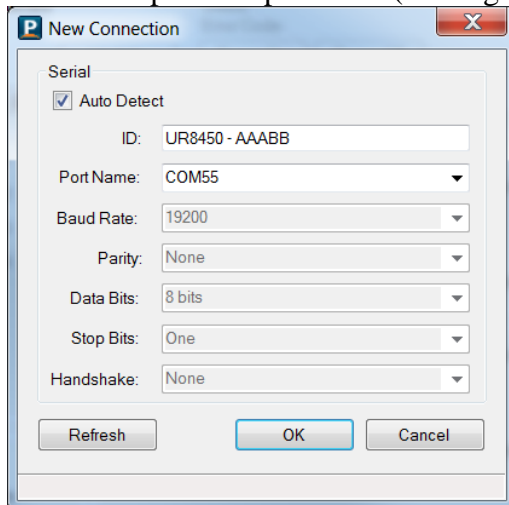 P New Connection
Serial
Auto Detect
ID: UR8450 - AAABB
Port Name: COM55
Baud Rate: 19200
Parity: None
Data Bits: 8 bits
Stop Bits: One
Handshake: None
Refresh OK Cancel